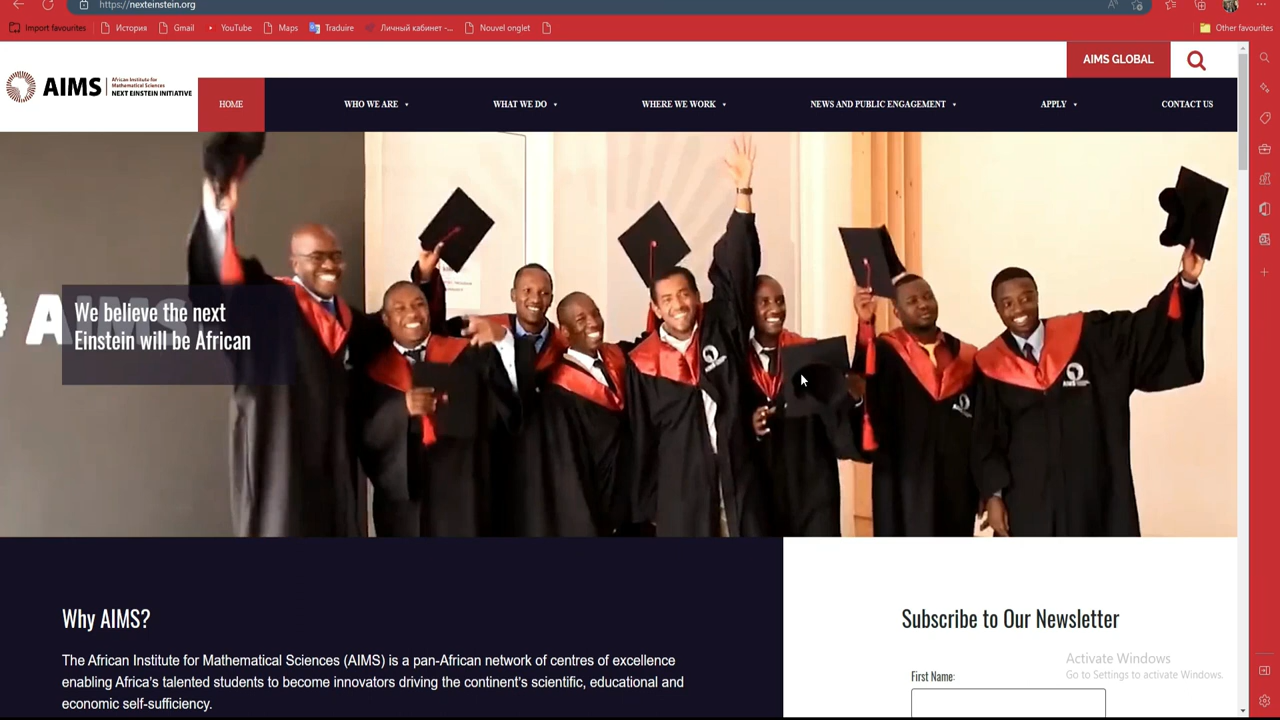 https://nexteinstein.org
Import favourites
История
Gmail
YouTube
Maps
Traduire
Личный кабинет -...
Nouvel onglet
Other favourites
AIMS GLOBAL
AIMS
African Institute for
Mathematical Sciences
NEXT EINSTEIN INITIATIVE
HOME
WHO WE ARE
WHAT WE DO
WHERE WE WORK
NEWS AND PUBLIC ENGAGEMENT
APPLY
CONTACT US
We believe the next
Einstein will be African
AIMS
Why AIMS?
The African Institute for Mathematical Sciences (AIMS) is a pan-African network of centres of excellence
enabling Africa's talented students to become innovators driving the continent's scientific, educational and
economic self-sufficiency.
Subscribe to Our Newsletter
First Name:
Activate Windows
Go to Settings to activate Windows.